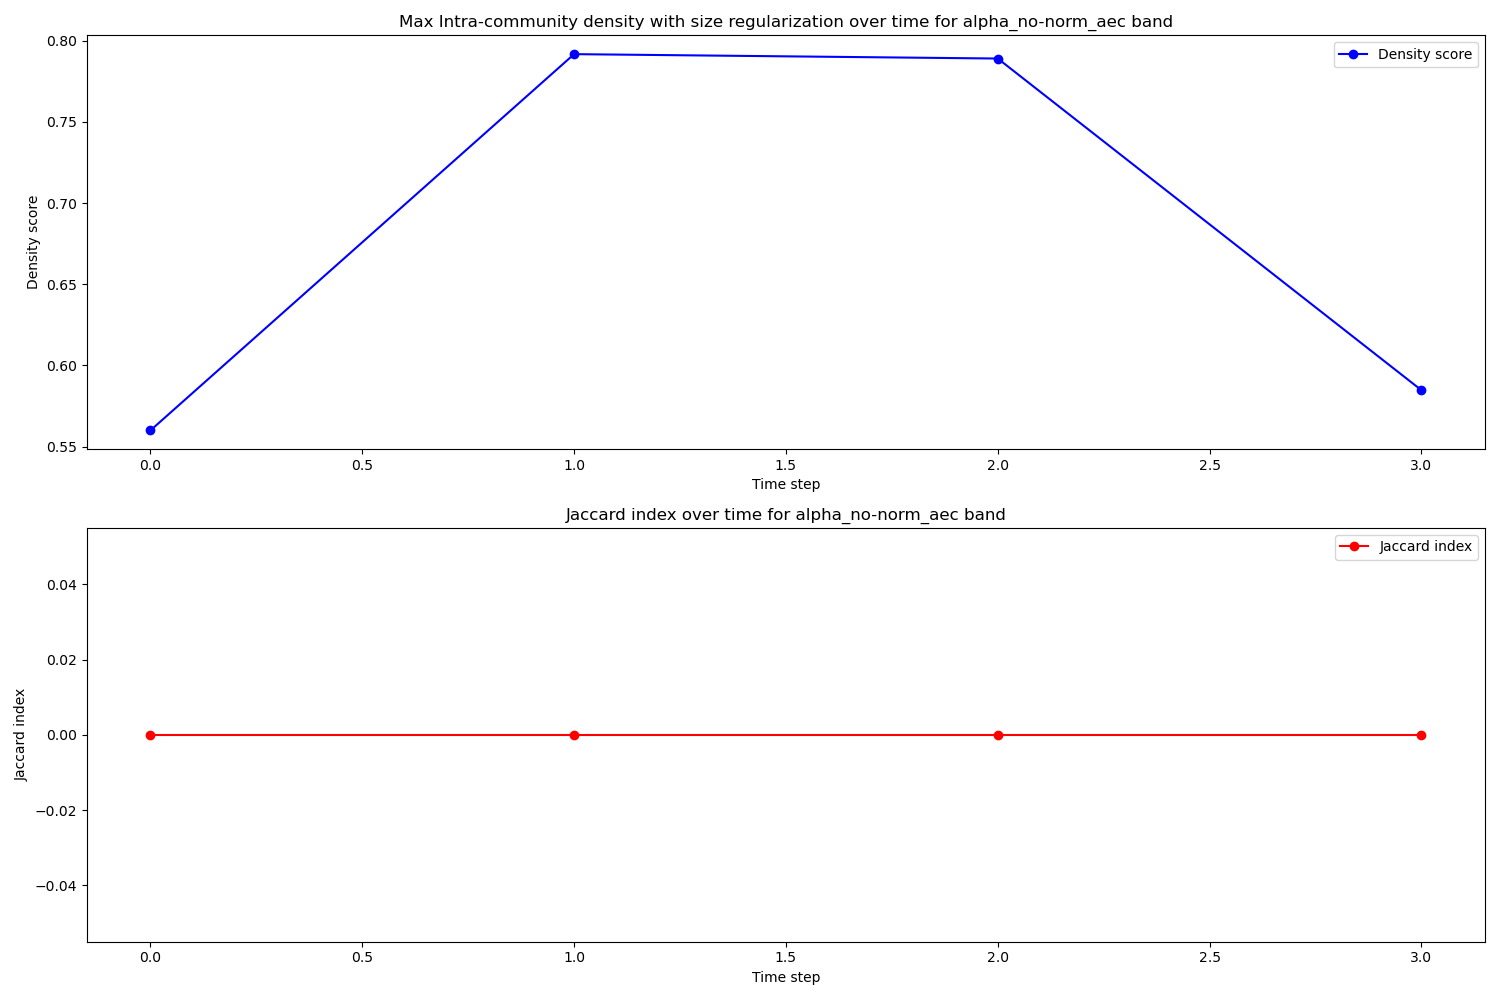 Max Intra-community density with size regularization over time for alpha_no-norm_aec band
Density score
0.80
0.75
0.70
0.65
0.60
0.55
Density score
0.0 0.5 1.0 1.5 2.0 2.5 3.0
Time step
Jaccard index over time for alpha_no-norm_aec band
Jaccard index
0.04
0.02
0.00
−0.02
−0.04
Jaccard index
0.0 0.5 1.0 1.5 2.0 2.5 3.0
Time step